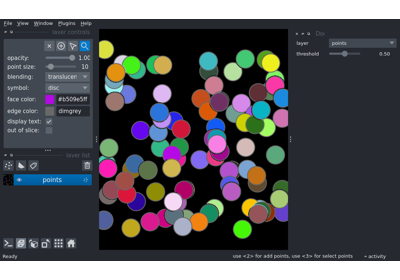 File View Window Plugins Help
layer controls
opacity: 1.00
point size: 10
blending: translucen
symbol: disc
face color: #b509e5ff
edge color: dimgrey
display text:
out of slice:
layer list
points
layer points
threshold 0.50
Ready use <2> for add points, use <3> for select points activity